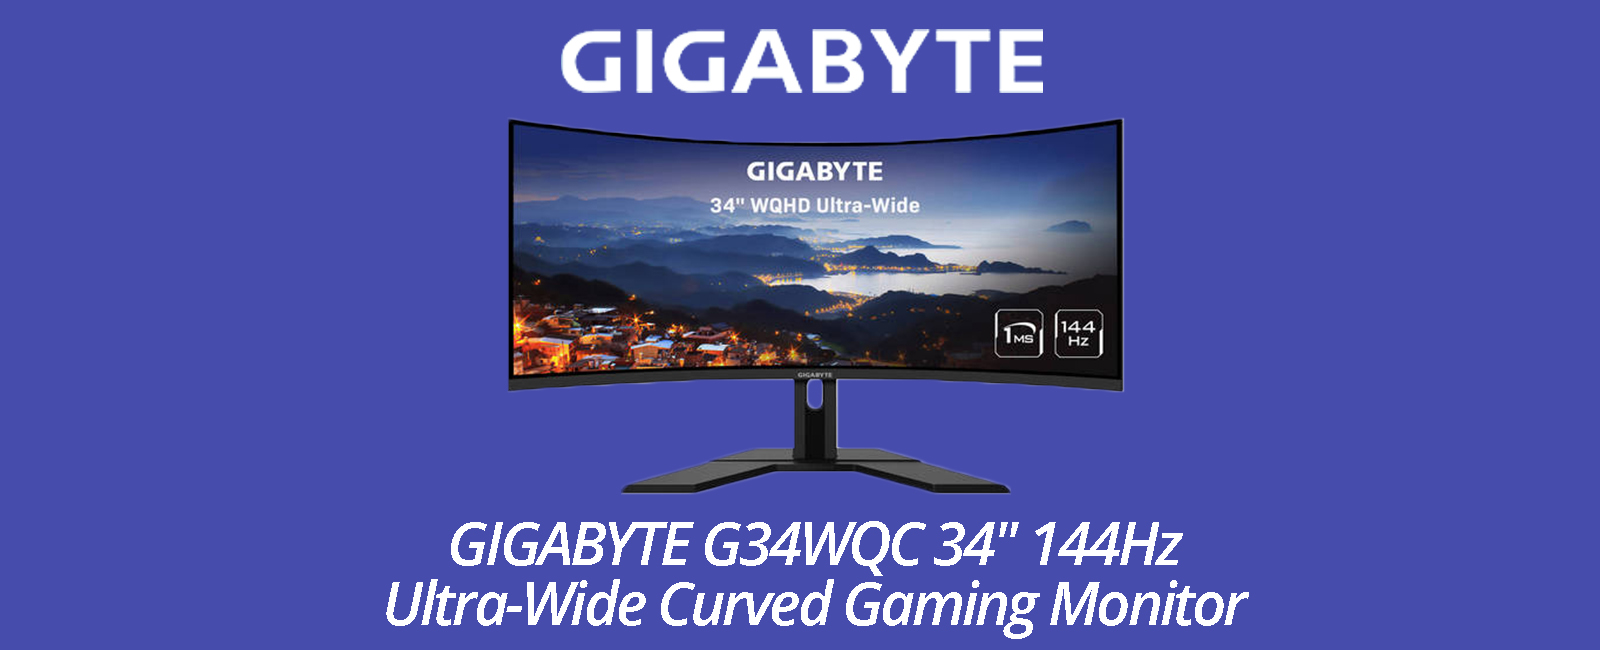 GIGABYTE
GIGABYTE
34" WQHD Ultra-Wide
1MS
144
Hz
GIGABYTE
GIGABYTE G34WQC 34" 144Hz
Ultra-Wide Curved Gaming Monitor